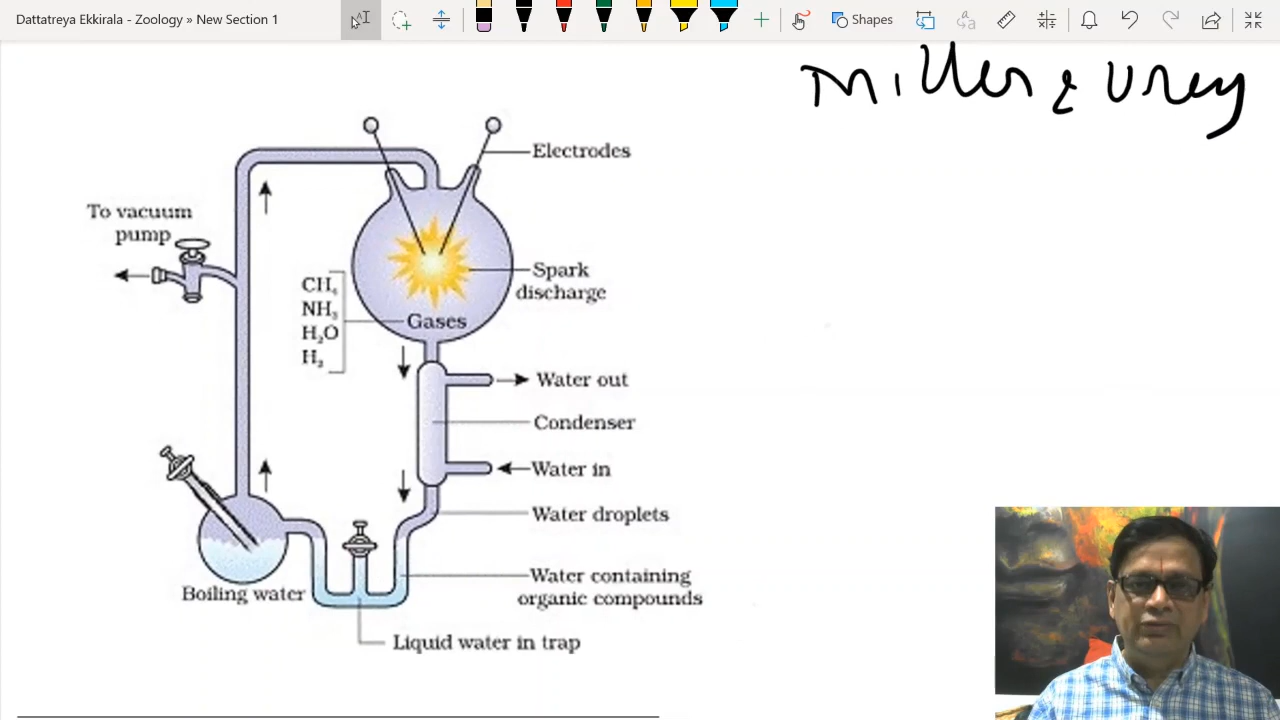 Dattatreya Ekkirala - Zoology » New Section 1
Shapes
Miller & Urey
Electrodes
To vacuum
pump
Spark
discharge
CH₄
NH₃
H₂O
H₂
Gases
Water out
Condenser
Water in
Water droplets
Water containing
organic compounds
Boiling water
Liquid water in trap